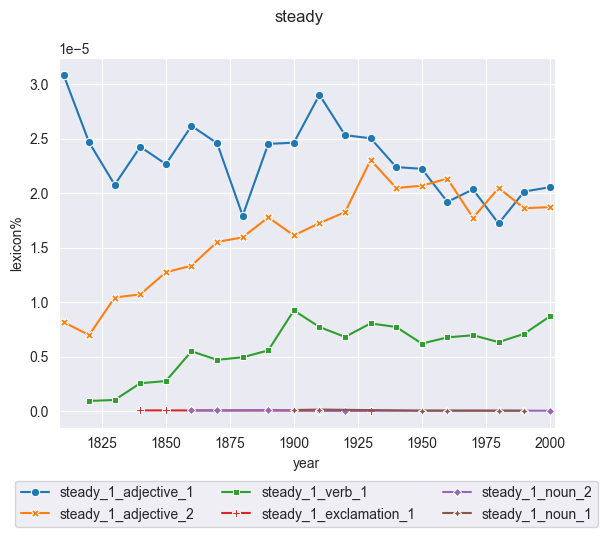 steady
1e−5
3.0
2.5
2.0
1.5
1.0
0.5
0.0
lexicon%
1825 1850 1875 1900 1925 1950 1975 2000
year
steady_1_adjective_1 steady_1_verb_1 steady_1_noun_2
steady_1_adjective_2 steady_1_exclamation_1 steady_1_noun_1